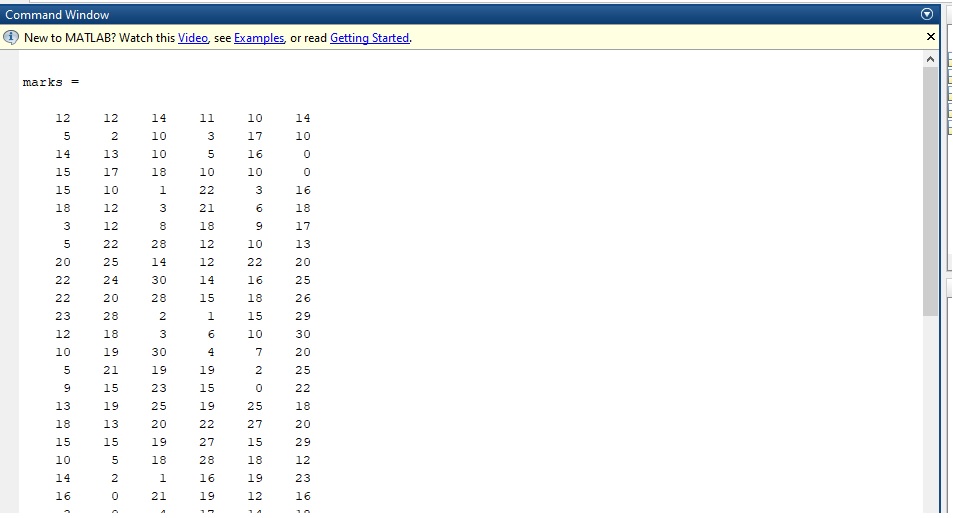 Command Window
New to MATLAB? Watch this Video, see Examples, or read Getting Started.
marks =
12 12 14 11 10 14
5 2 10 3 17 10
14 13 10 5 16 0
15 17 18 10 10 0
15 10 1 22 3 16
18 12 3 21 6 18
3 12 8 18 9 17
5 22 28 12 10 13
20 25 14 12 22 20
22 24 30 14 16 25
22 20 28 15 18 26
23 28 2 1 15 29
12 18 3 6 10 30
10 19 30 4 7 20
5 21 19 19 2 25
9 15 23 15 0 22
13 19 25 19 25 18
18 13 20 22 27 20
15 15 19 27 15 29
10 5 18 28 18 12
14 2 1 16 19 23
16 0 21 19 12 16